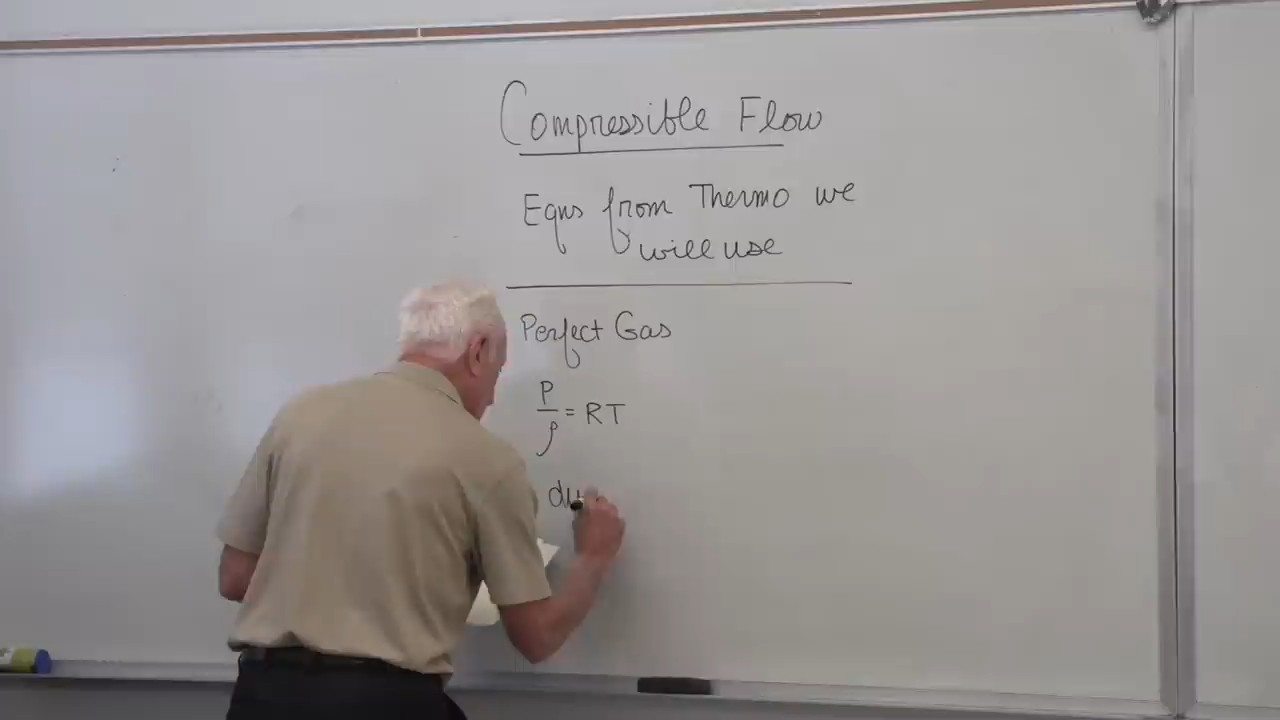 Compressible Flow
Eqns from Thermo we
will use
Perfect Gas
P/ρ = RT
du